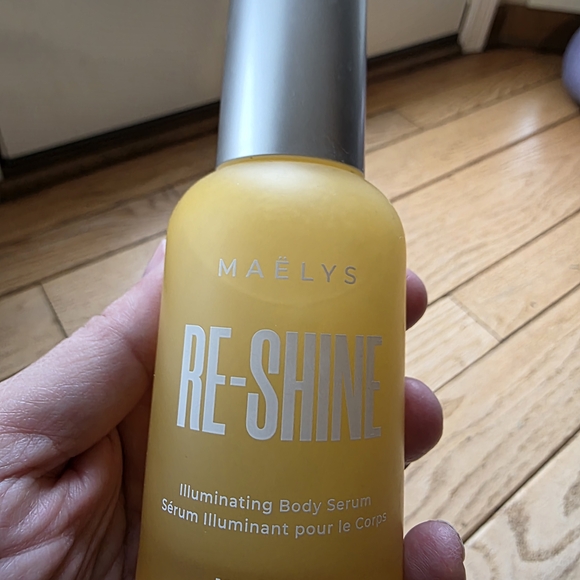 MAËLYS
RE-SHINE
Illuminating Body Serum
Sérum Illuminant pour le Corps